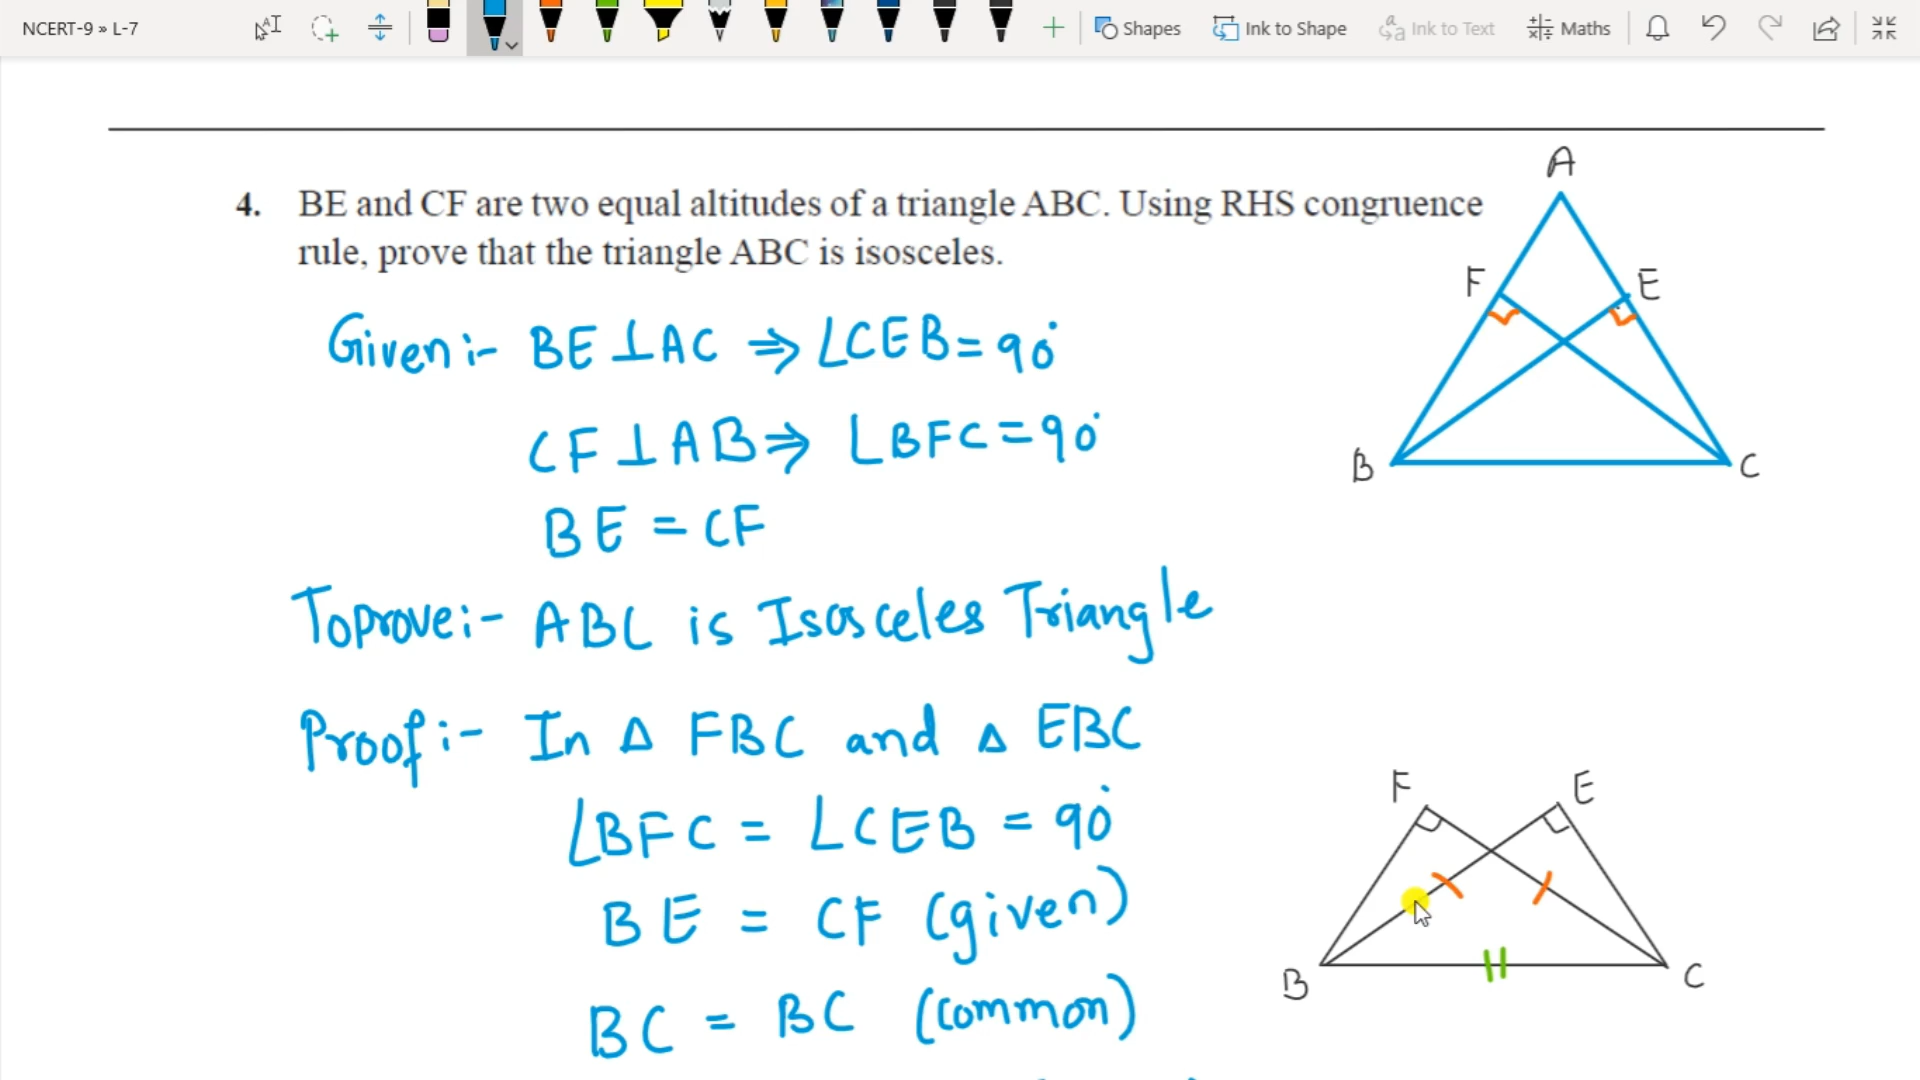 NCERT-9 » L-7
Shapes
Ink to Shape
Ink to Text
Maths
4. BE and CF are two equal altitudes of a triangle ABC. Using RHS congruence
rule, prove that the triangle ABC is isosceles.
Given :- BE ⊥ AC ⇒ ∠CEB = 90°
CF ⊥ AB ⇒ ∠BFC = 90°
BE = CF
To prove :- ABC is Isosceles Triangle
Proof :- In Δ FBC and Δ EBC
∠BFC = ∠CEB = 90°
BE = CF (given)
BC = BC (common)
A
F
E
B
C
F
E
B
C